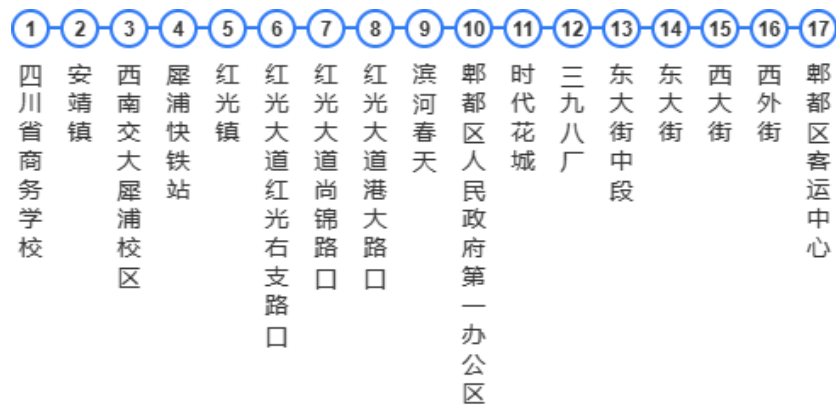 1 2 3 4 5 6 7 8 9 10 11 12 13 14 15 16 17
四川省商务学校
安靖镇
西南交大犀浦校区
犀浦快铁站
红光镇
红光大道红光右支路口
红光大道尚锦路口
红光大道港大路口
滨河春天
郫都区人民政府第一办公区
时代花城
三九八厂
东大街中段
东大街
西大街
西外街
郫都区客运中心